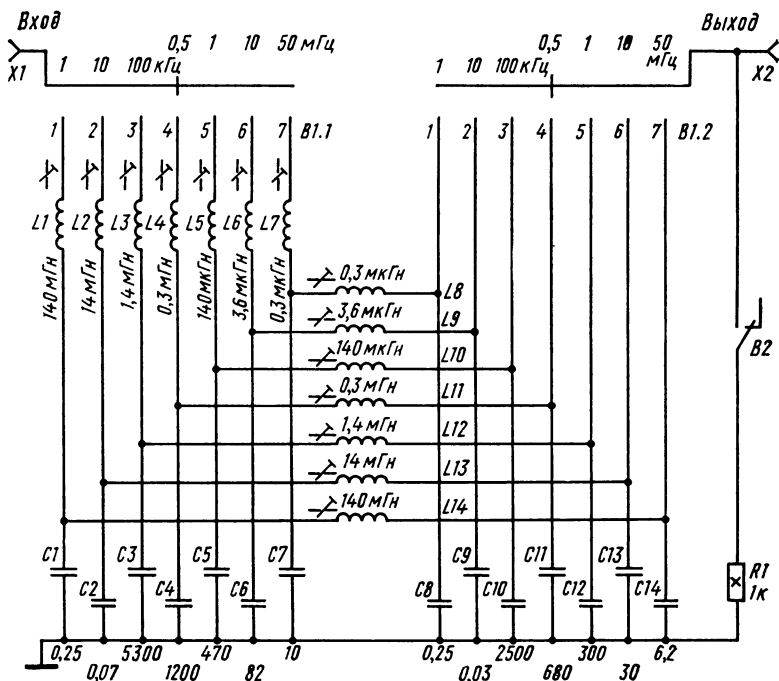 Вход
Выход
0,5 1 10 50 мГц
0,5 1 10 50 мГц
X1 1 10 100 кГц
1 10 100 кГц X2
1 2 3 4 5 6 7 В1.1
1 2 3 4 5 6 7 В1.2
L1 L2 L3 L4 L5 L6 L7
140 мГн 14 мГн 1,4 мГн 0,3 мГн 140 мкГн 3,6 мкГн 0,3 мкГн
0,3 мкГн L8
3,6 мкГн L9
140 мкГн L10
0,3 мГн L11
1,4 мГн L12
14 мГн L13
140 мГн L14
В2
C1 C3 C5 C7 C9 C11 C13
C2 C4 C6 C8 C10 C12 C14
R1
1к
0,25 5300 470 10 0,25 2500 300 6,2
0,07 1200 82 0,03 680 30